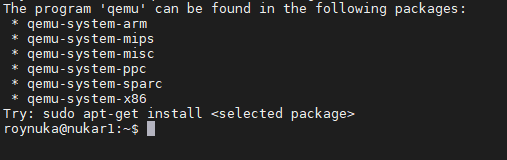 The program 'qemu' can be found in the following packages:
 * qemu-system-arm
 * qemu-system-mips
 * qemu-system-misc
 * qemu-system-ppc
 * qemu-system-sparc
 * qemu-system-x86
Try: sudo apt-get install <selected package>
roynuka@nukar1:~$